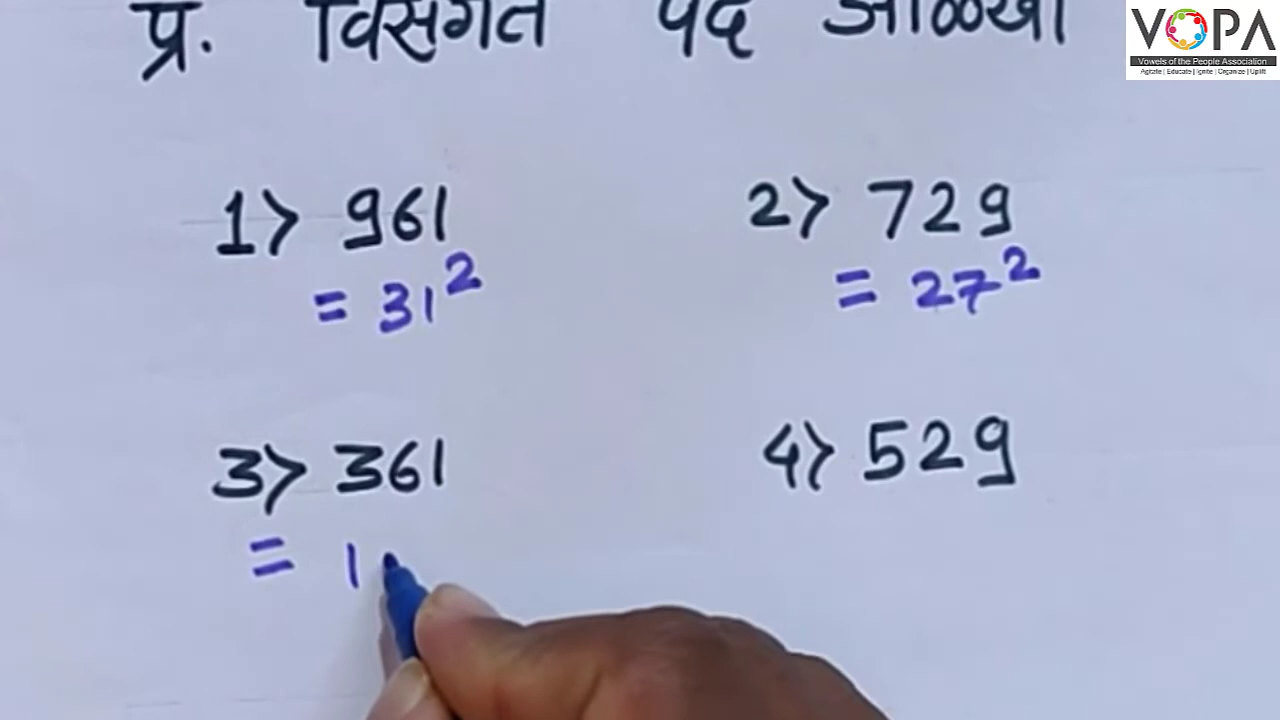 प्र. विसंगत पद ओळखा
VOPA
Vowels of the People Association
Agitate | Educate | Ignite | Organize | Uplift
1> 961
= 31²
2> 729
= 27²
3> 361
= 1
4> 529